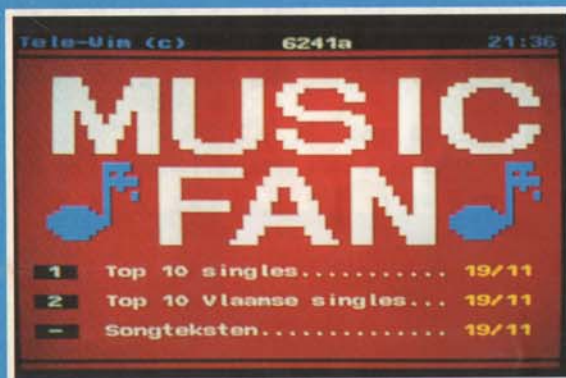 Tele-Vim (c) 6241a 21:36
MUSIC
FAN
1 Top 10 singles........... 19/11
2 Top 10 Vlaamse singles... 19/11
- Songteksten.............. 19/11